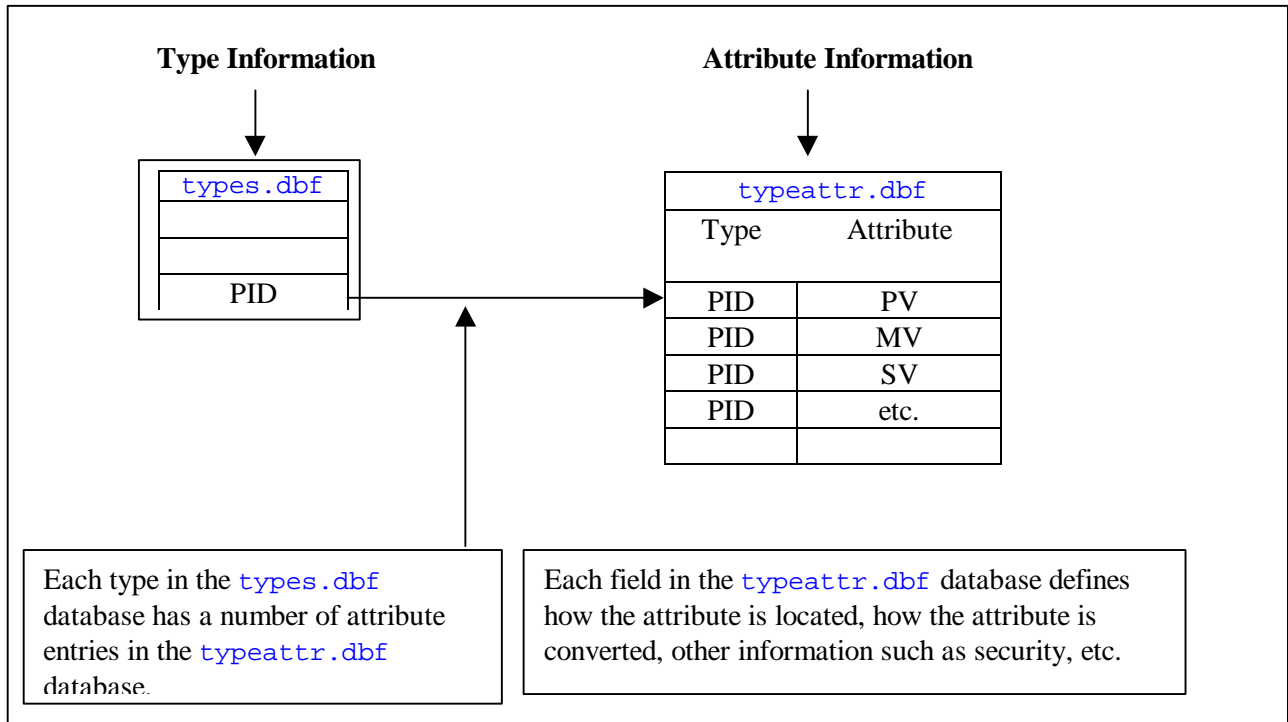 Type Information
Attribute Information
types.dbf
PID
typeattr.dbf
Type Attribute
PID PV
PID MV
PID SV
PID etc.
Each type in the types.dbf
database has a number of attribute
entries in the typeattr.dbf
database.
Each field in the typeattr.dbf database defines
how the attribute is located, how the attribute is
converted, other information such as security, etc.